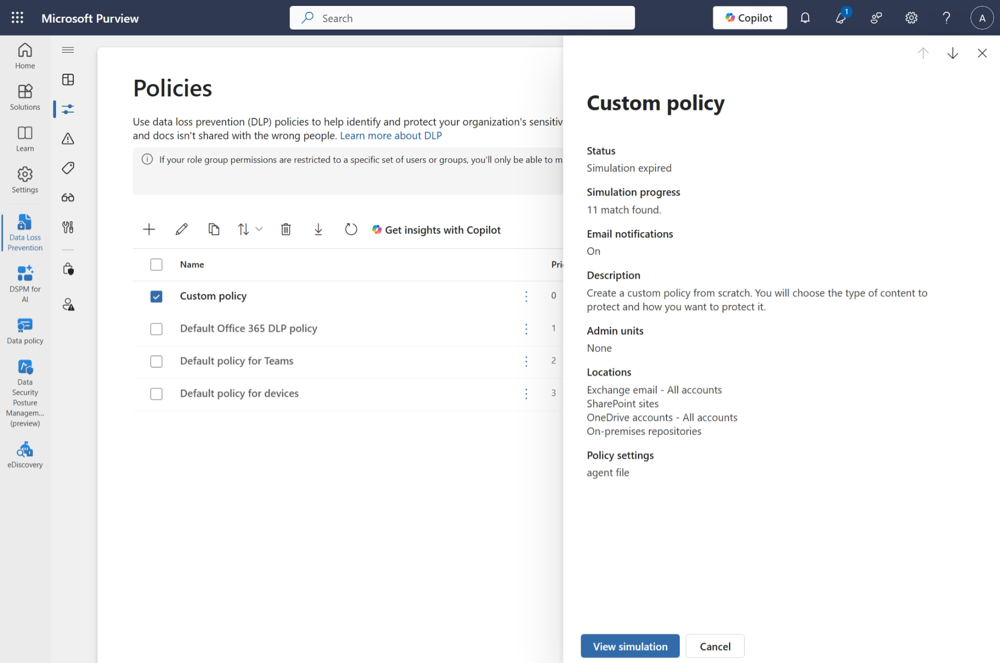 Microsoft Purview
Search
Copilot
1
A
Home
Solutions
Learn
Settings
Data Loss
Prevention
DSPM for
AI
Data policy
Data
Security
Posture
Managem...
(preview)
eDiscovery
Policies
Use data loss prevention (DLP) policies to help identify and protect your organization's sensitiv
and docs isn't shared with the wrong people. Learn more about DLP
If your role group permissions are restricted to a specific set of users or groups, you'll only be able to m
Get insights with Copilot
Name Pri
Custom policy 0
Default Office 365 DLP policy 1
Default policy for Teams 2
Default policy for devices 3
Custom policy
Status
Simulation expired
Simulation progress
11 match found.
Email notifications
On
Description
Create a custom policy from scratch. You will choose the type of content to
protect and how you want to protect it.
Admin units
None
Locations
Exchange email - All accounts
SharePoint sites
OneDrive accounts - All accounts
On-premises repositories
Policy settings
agent file
View simulation
Cancel